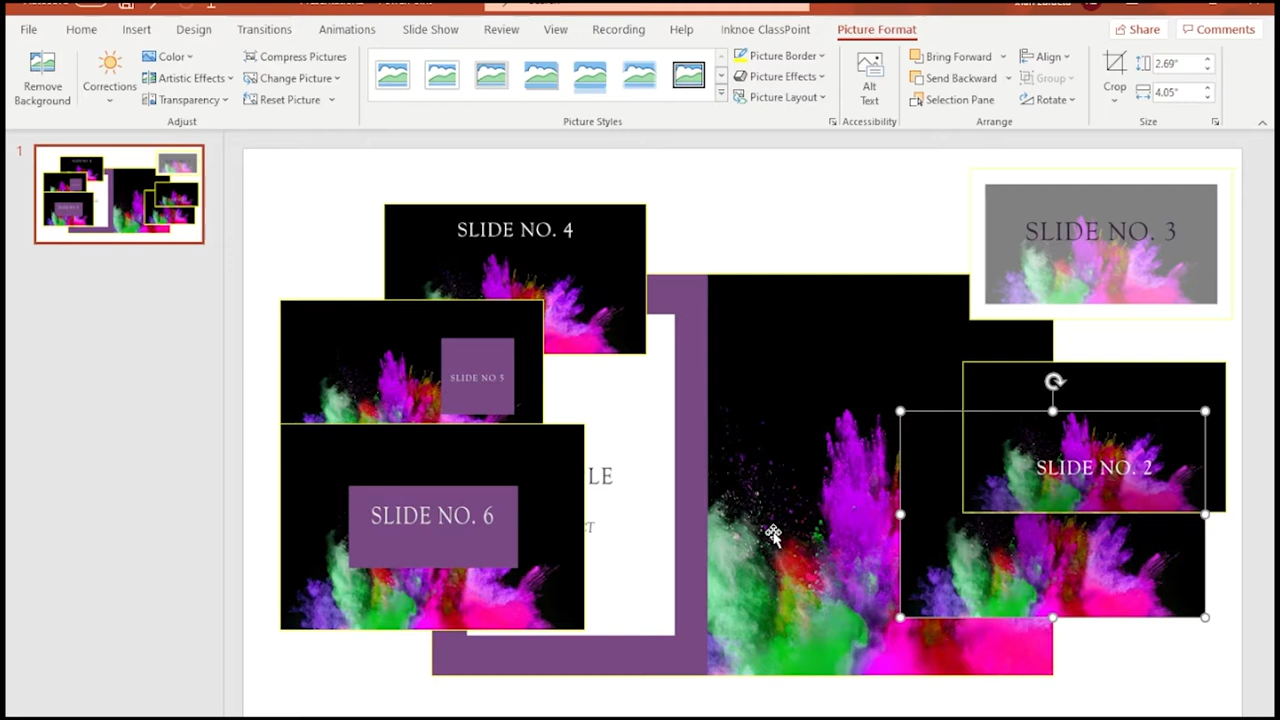 File Home Insert Design Transitions Animations Slide Show Review View Recording Help Inknoe ClassPoint Picture Format Share Comments
Remove Background
Corrections
Color
Artistic Effects
Transparency
Compress Pictures
Change Picture
Reset Picture
Picture Border
Picture Effects
Picture Layout
Alt Text
Bring Forward
Send Backward
Selection Pane
Align
Group
Rotate
Crop
2.69"
4.05"
Adjust Picture Styles Accessibility Arrange Size
1
SLIDE NO. 4
SLIDE NO. 3
SLIDE NO 5
SLIDE NO. 2
LE
SLIDE NO. 6
CT